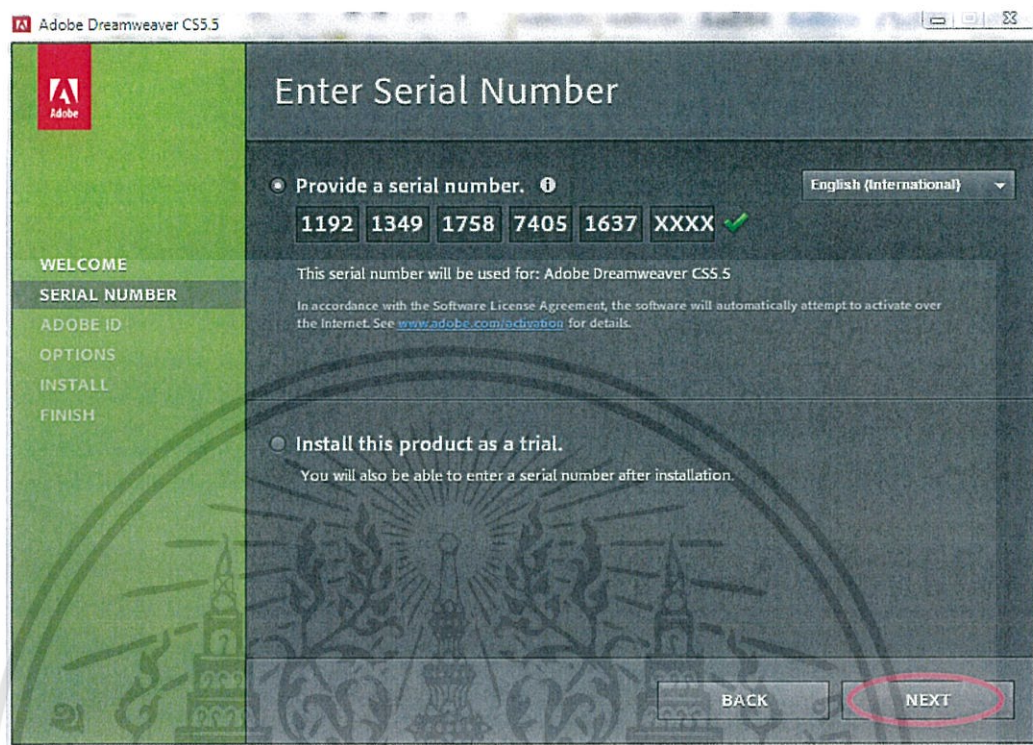 Adobe Dreamweaver CS5.5
Adobe
Enter Serial Number
Provide a serial number.
English (International)
1192 1349 1758 7405 1637 XXXX
This serial number will be used for: Adobe Dreamweaver CS5.5
In accordance with the Software License Agreement, the software will automatically attempt to activate over
the Internet. See www.adobe.com/activation for details.
WELCOME
SERIAL NUMBER
ADOBE ID
OPTIONS
INSTALL
FINISH
Install this product as a trial.
You will also be able to enter a serial number after installation.
BACK
NEXT